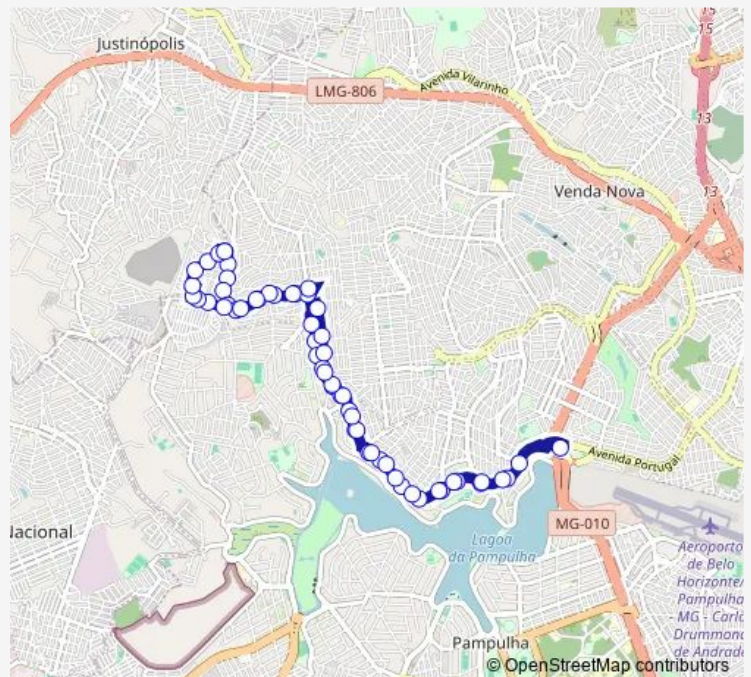 15
15
Justinópolis
Avenida Vilarinho
LMG-806
13
Venda Nova
13
Avenida Portugal
MG-010
Nacional
Lagoa
da Pampulha
Aeroporto
de Belo
Horizonte/
Pampulha
- MG - Carlo
Drummond
de Andrade
Pampulha
© OpenStreetMap contributors